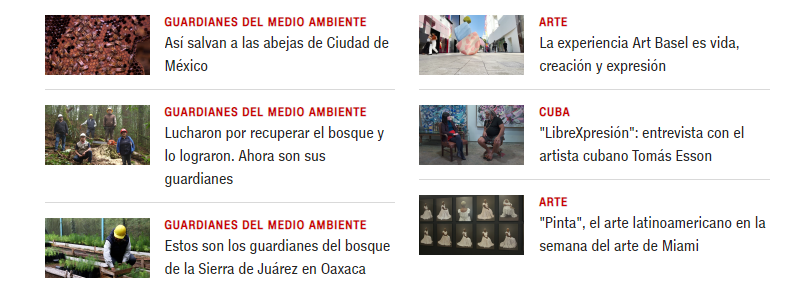 GUARDIANES DEL MEDIO AMBIENTE
Así salvan a las abejas de Ciudad de
México
GUARDIANES DEL MEDIO AMBIENTE
Lucharon por recuperar el bosque y
lo lograron. Ahora son sus
guardianes
GUARDIANES DEL MEDIO AMBIENTE
Estos son los guardianes del bosque
de la Sierra de Juárez en Oaxaca
ARTE
La experiencia Art Basel es vida,
creación y expresión
CUBA
"LibreXpresión": entrevista con el
artista cubano Tomás Esson
ARTE
"Pinta", el arte latinoamericano en la
semana del arte de Miami